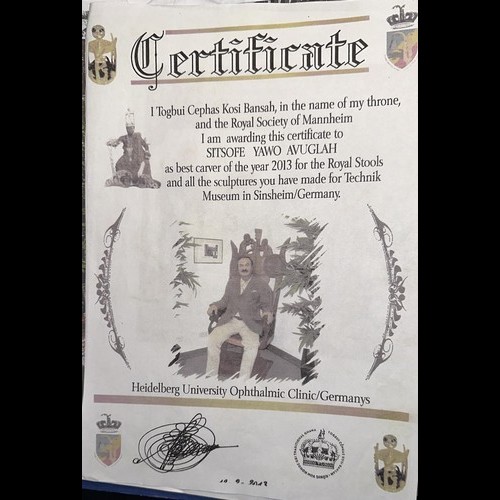 Certificate
I Togbui Cephas Kosi Bansah, in the name of my throne,
and the Royal Society of Mannheim
I am awarding this certificate to
SITSOFE YAWO AVUGLAH
as best carver of the year 2013 for the Royal Stools
and all the sculptures you have made for Technik
Museum in Sinsheim/Germany.
Heidelberg University Ophthalmic Clinic/Germanys